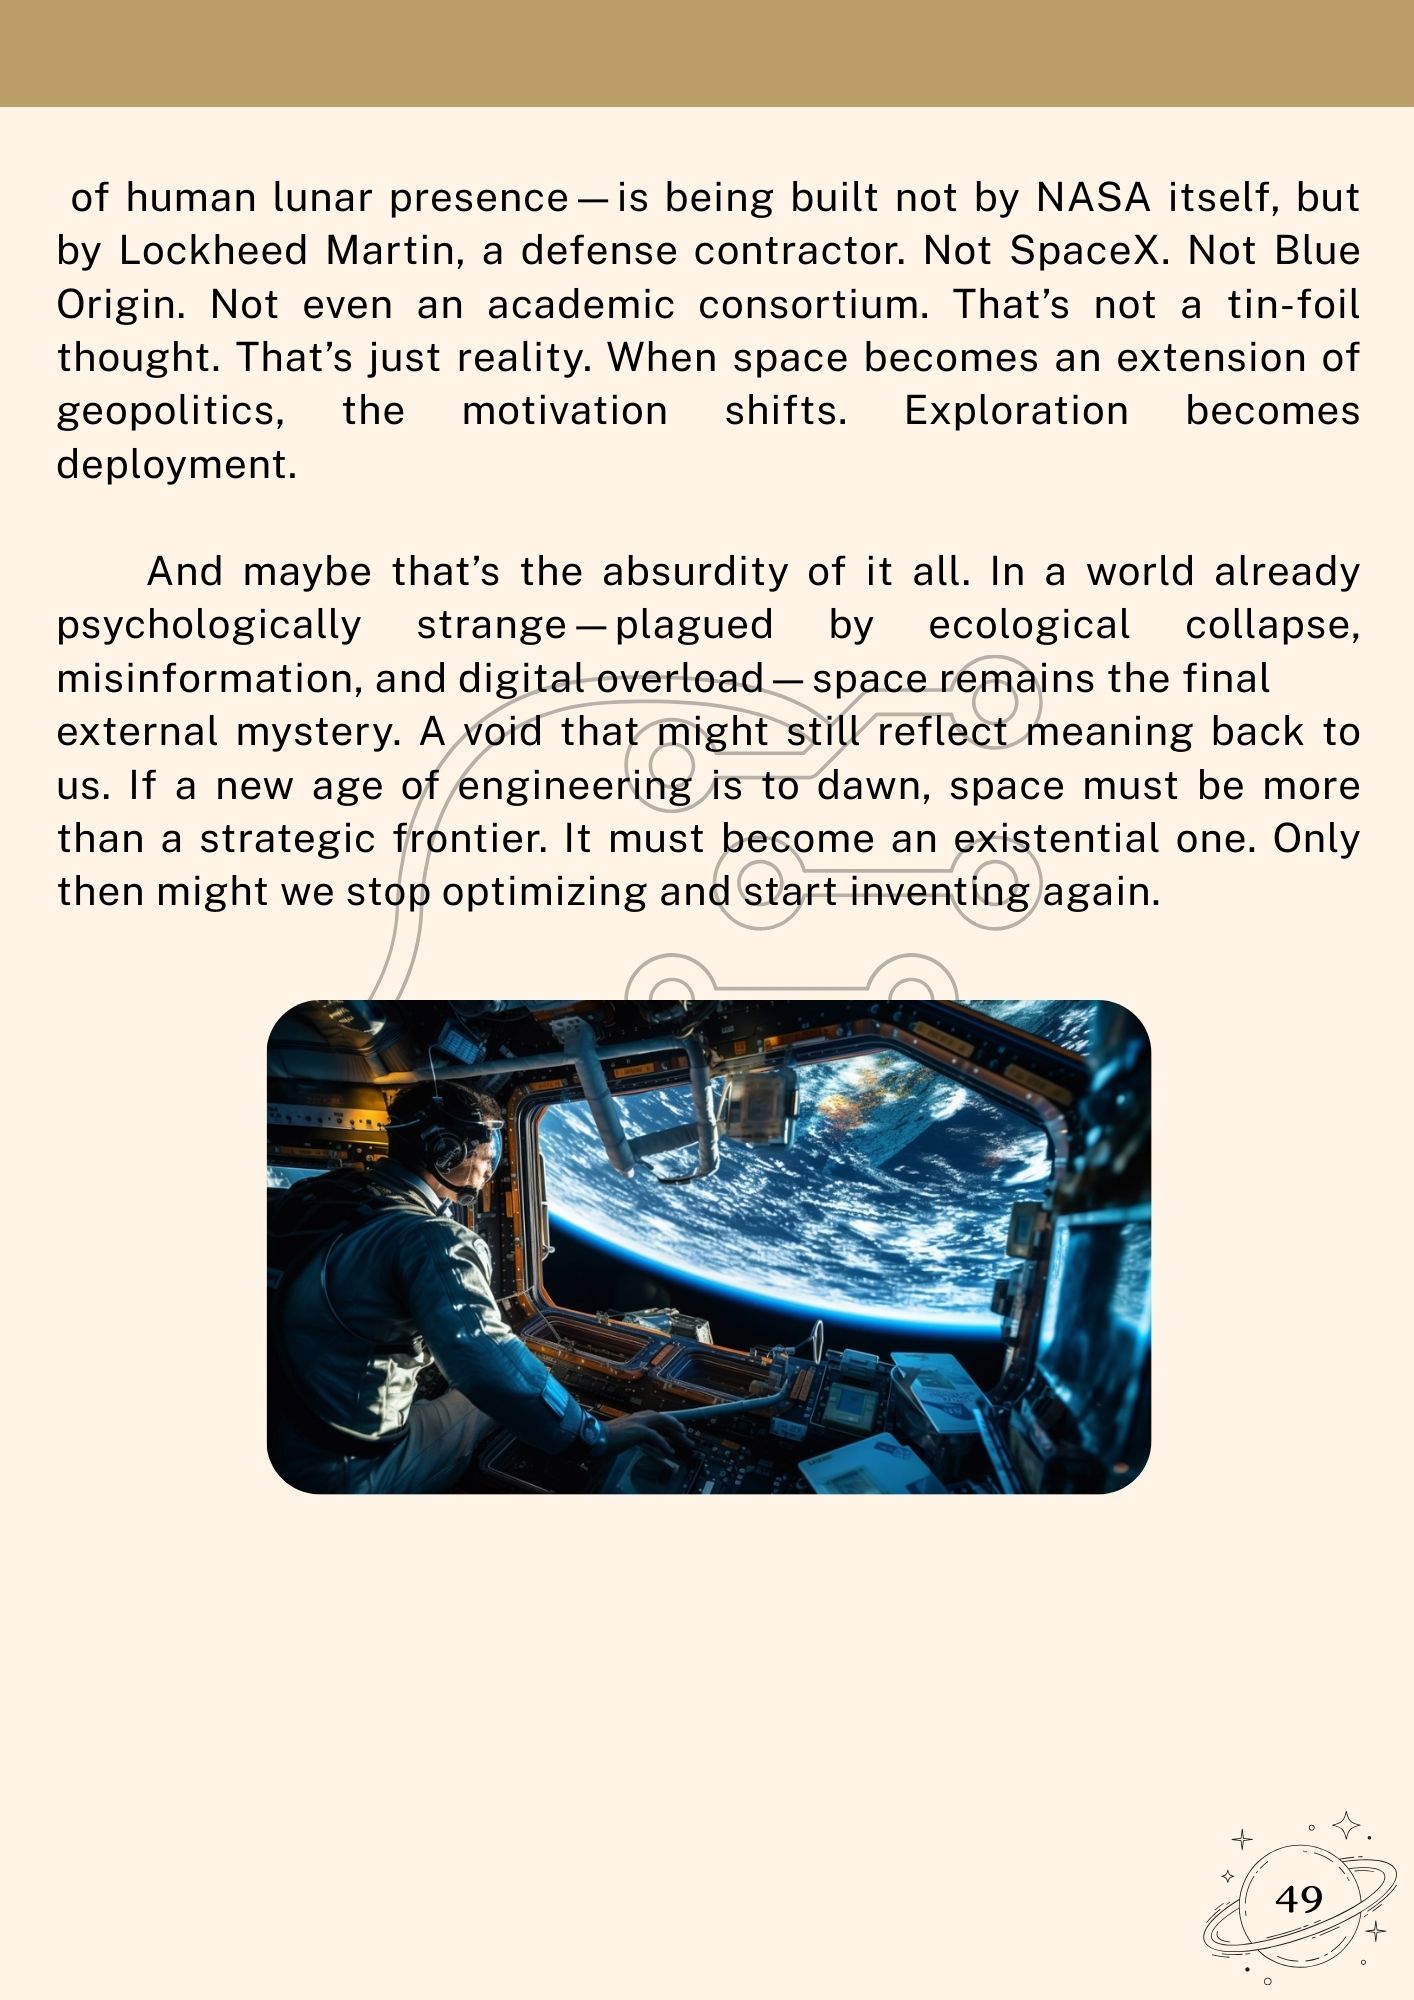 of human lunar presence—is being built not by NASA itself, but
by Lockheed Martin, a defense contractor. Not SpaceX. Not Blue
Origin. Not even an academic consortium. That’s not a tin-foil
thought. That’s just reality. When space becomes an extension of
geopolitics, the motivation shifts. Exploration becomes
deployment.
And maybe that’s the absurdity of it all. In a world already
psychologically strange—plagued by ecological collapse,
misinformation, and digital overload—space remains the final
external mystery. A void that might still reflect meaning back to
us. If a new age of engineering is to dawn, space must be more
than a strategic frontier. It must become an existential one. Only
then might we stop optimizing and start inventing again.
49